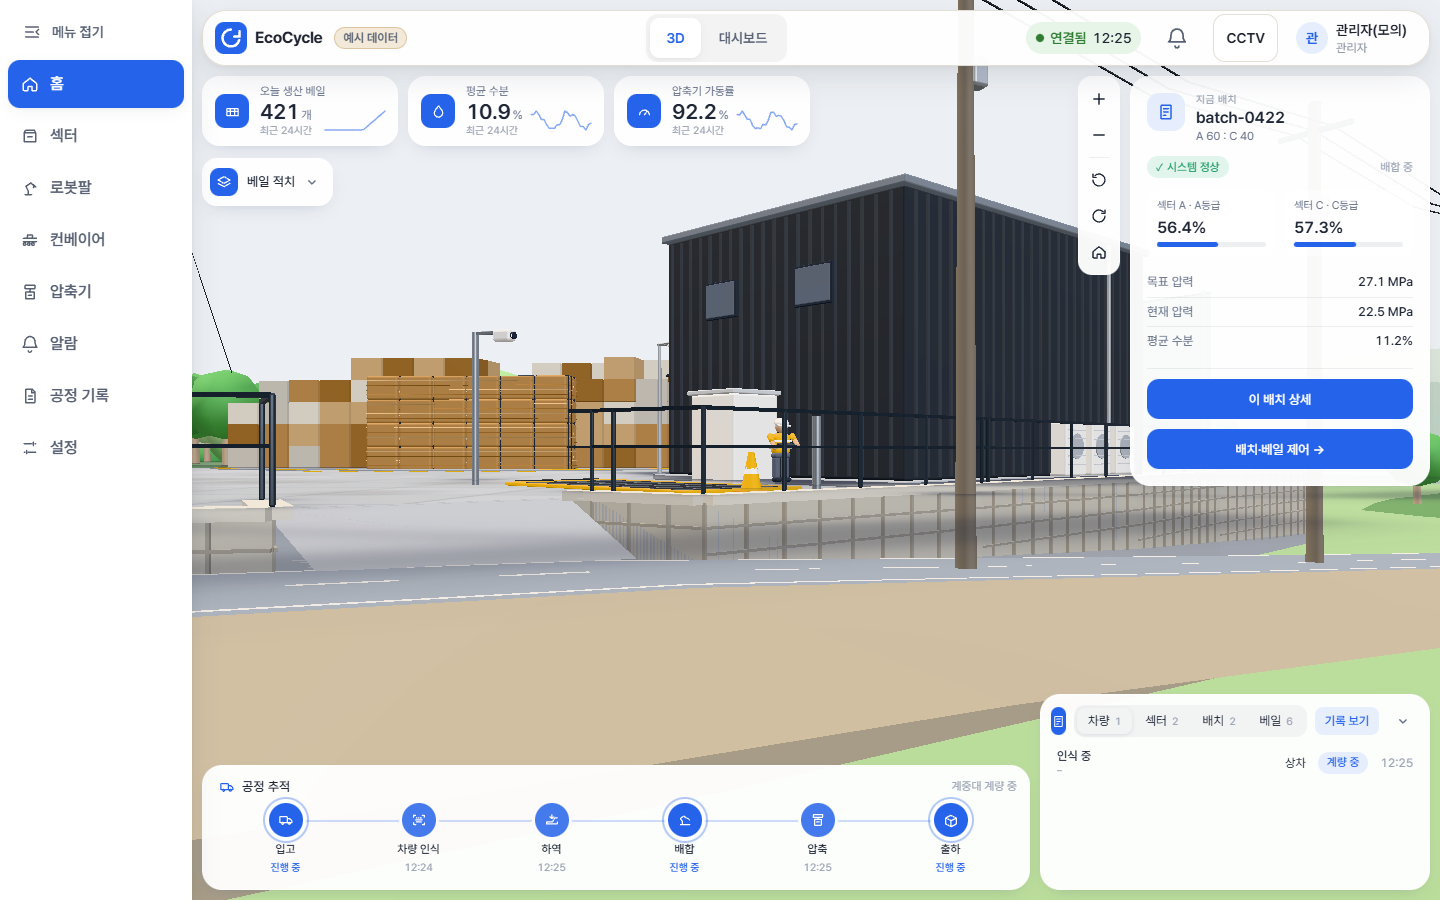 메뉴 접기
홈
섹터
로봇팔
컨베이어
압축기
알람
공정 기록
설정
EcoCycle
예시 데이터
3D
대시보드
연결됨 12:25
CCTV
관
관리자(모의)
관리자
오늘 생산 베일
421 개
최근 24시간
평균 수분
10.9 %
최근 24시간
압축기 가동률
92.2 %
최근 24시간
베일 적치
지금 배치
batch-0422
A 60 : C 40
✓ 시스템 정상
배합 중
섹터 A · A등급
56.4%
섹터 C · C등급
57.3%
목표 압력 27.1 MPa
현재 압력 22.5 MPa
평균 수분 11.2%
이 배치 상세
배치·베일 제어 →
차량 1
섹터 2
배치 2
베일 6
기록 보기
인식 중
–
상차
계량 중
12:25
공정 추적
계중대 계량 중
입고
진행 중
차량 인식
12:24
하역
12:25
배합
진행 중
압축
12:25
출하
진행 중